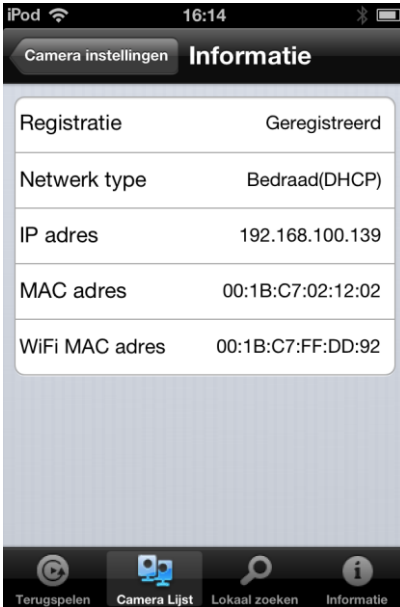 iPod 16:14
Camera instellingen Informatie
Registratie Geregistreerd
Netwerk type Bedraad(DHCP)
IP adres 192.168.100.139
MAC adres 00:1B:C7:02:12:02
WiFi MAC adres 00:1B:C7:FF:DD:92
Terugspelen Camera Lijst Lokaal zoeken Informatie